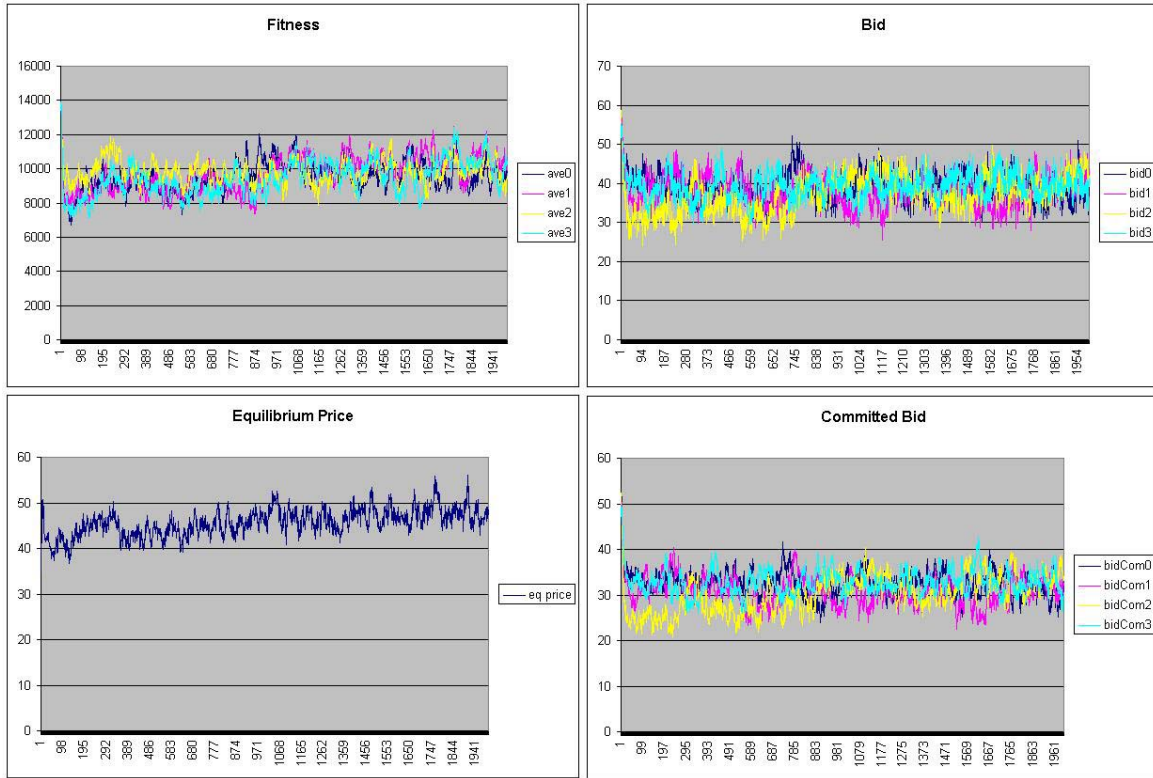 Fitness
16000
14000
12000
10000
8000
6000
4000
2000
0
1 98 195 292 389 486 583 680 777 874 971 1068 1165 1262 1359 1456 1553 1650 1747 1844 1941
ave0
ave1
ave2
ave3
Bid
70
60
50
40
30
20
10
0
1 94 187 280 373 466 559 652 745 838 931 1024 1117 1210 1303 1396 1489 1582 1675 1768 1861 1954
bid0
bid1
bid2
bid3
Equilibrium Price
60
50
40
30
20
10
0
1 98 195 292 389 486 583 680 777 874 971 1068 1165 1262 1359 1456 1553 1650 1747 1844 1941
eq price
Committed Bid
60
50
40
30
20
10
0
1 99 197 295 393 491 589 687 785 883 981 1079 1177 1275 1373 1471 1569 1667 1765 1863 1961
bidCom0
bidCom1
bidCom2
bidCom3